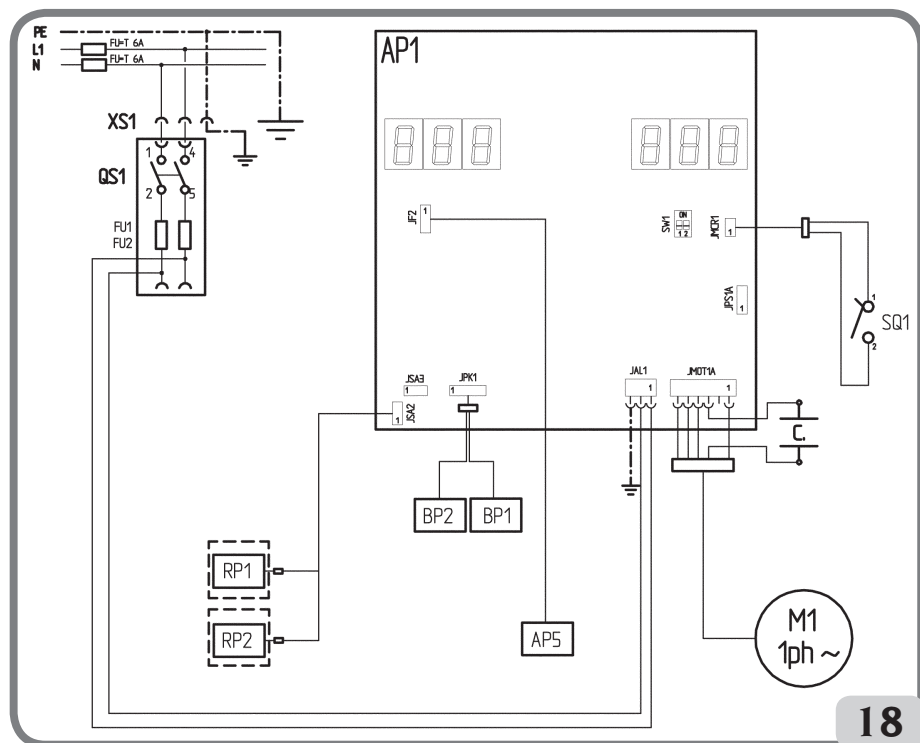 PE
L1 FU=T 6A
N FU=T 6A
XS1
QS1
1 4
2 5
FU1
FU2
AP1
JF2 1
SW1 ON 1 2
JMCR1 1
JPS1A 1
SQ1
1
2
JSA3 1
JSA2 1
JPK1 1
JAL1 1
JMOT1A 1
C.
BP2 BP1
RP1
RP2
AP5
M1
1ph ~
18